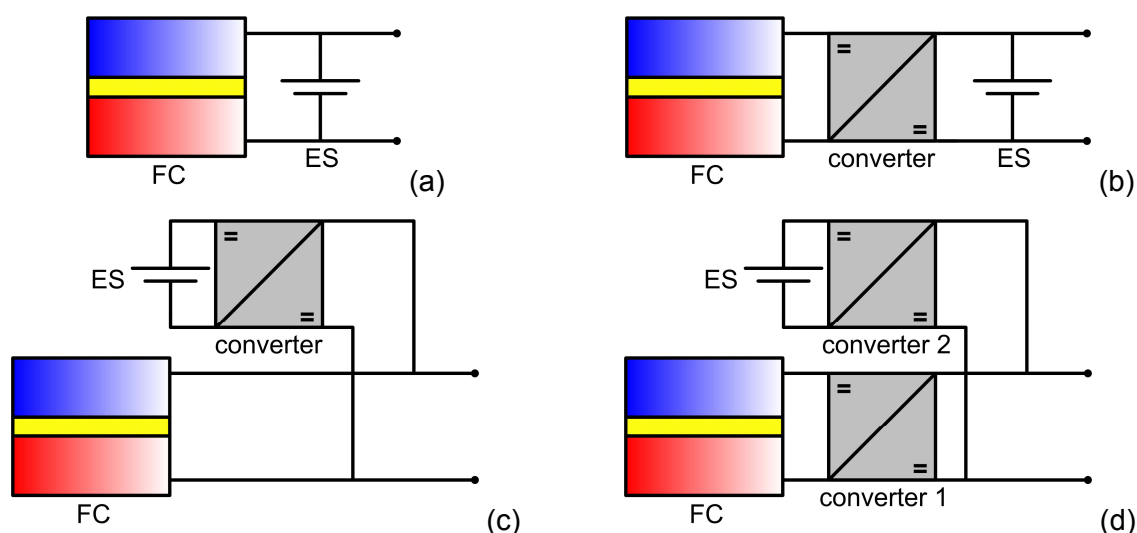 ES
FC
(a)
=
=
converter
ES
FC
(b)
ES
=
=
converter
FC
(c)
ES
=
=
converter 2
=
=
converter 1
FC
(d)